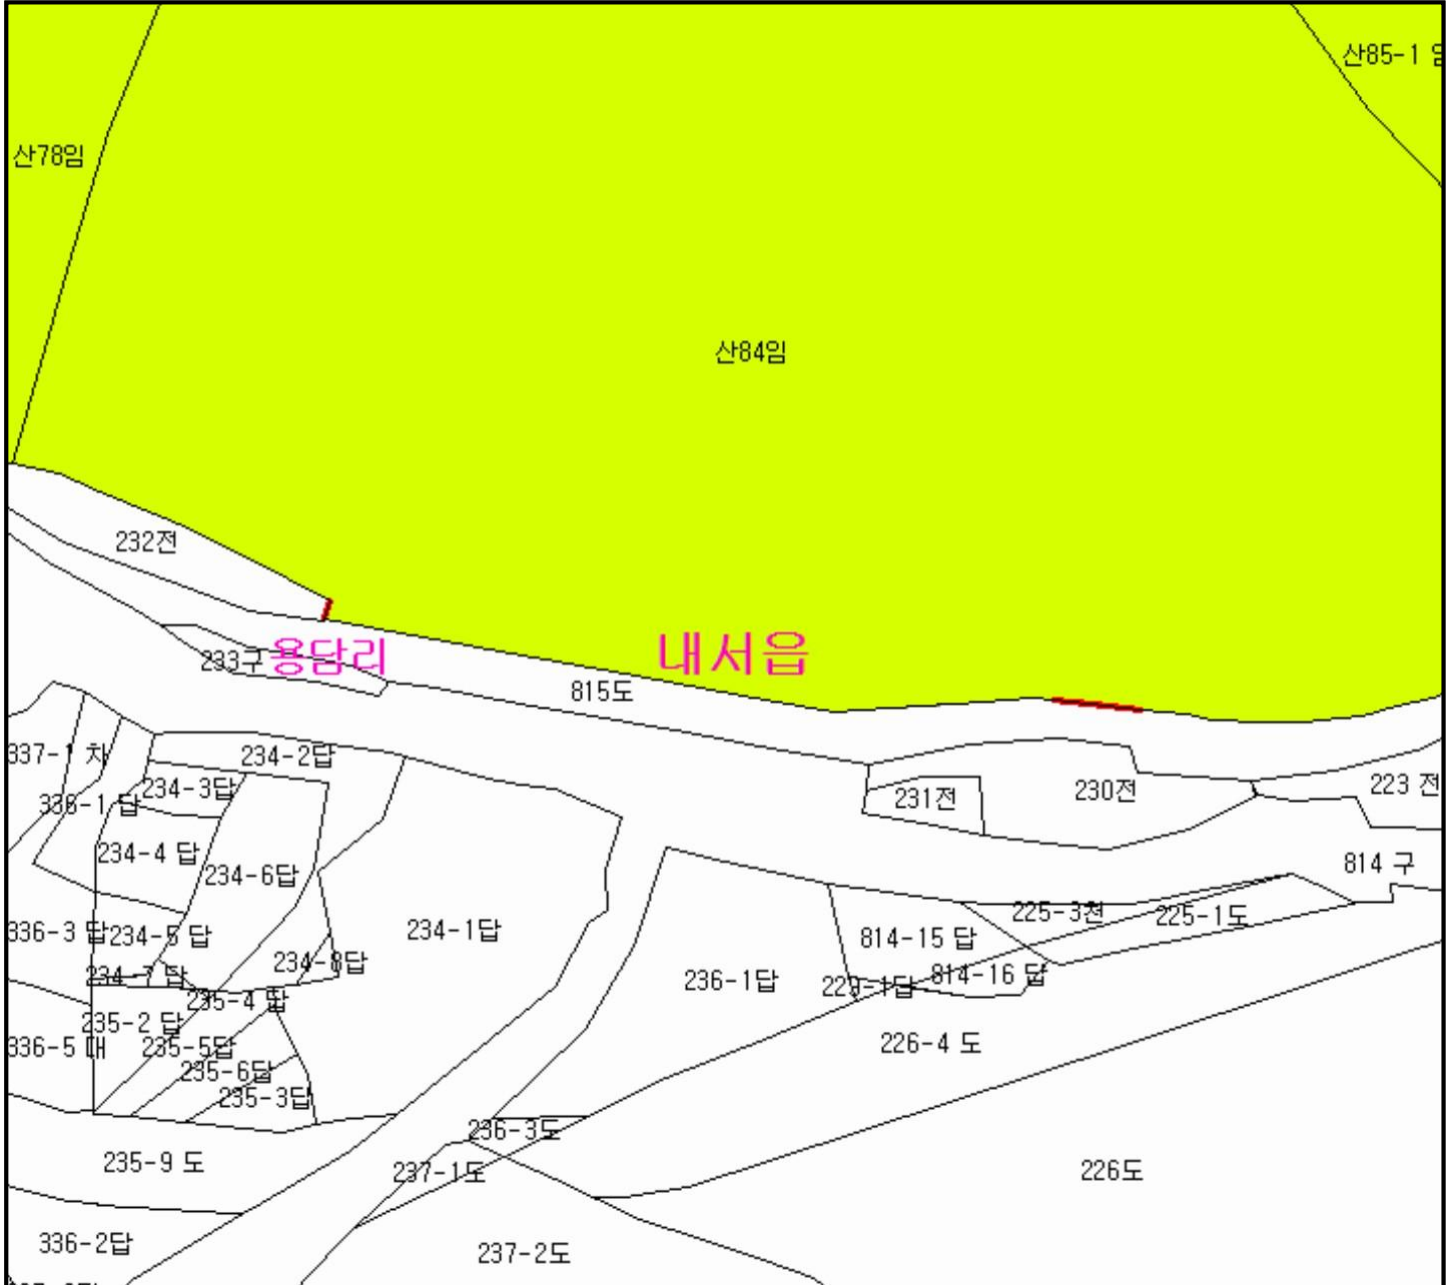 산85-1 임
산78임
산84임
232전
용담리
내서읍
233구
815도
337-1 차
234-2답
234-3답
336-1 답
231전
230전
223 전
234-4 답
234-6답
814 구
225-3천
225-1도
336-3 답
234-5 답
234-1답
814-15 답
234-7 답
234-8답
236-1답
814-16 답
235-4 답
235-2 답
336-5 대
235-5답
226-4 도
235-6답
235-3답
236-3도
235-9 도
237-1도
226도
336-2답
237-2도